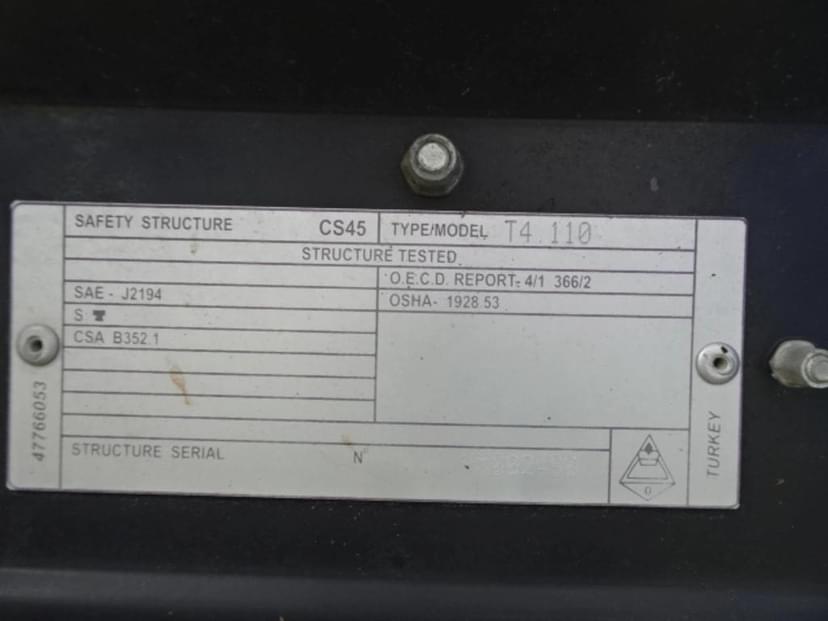 SAFETY STRUCTURE CS45 TYPE/MODEL T4.110
STRUCTURE TESTED
O.E.C.D. REPORT- 4/1 366/2
SAE - J2194
OSHA- 1928 53
S
CSA B352.1
STRUCTURE SERIAL N°
0
47766053
TURKEY